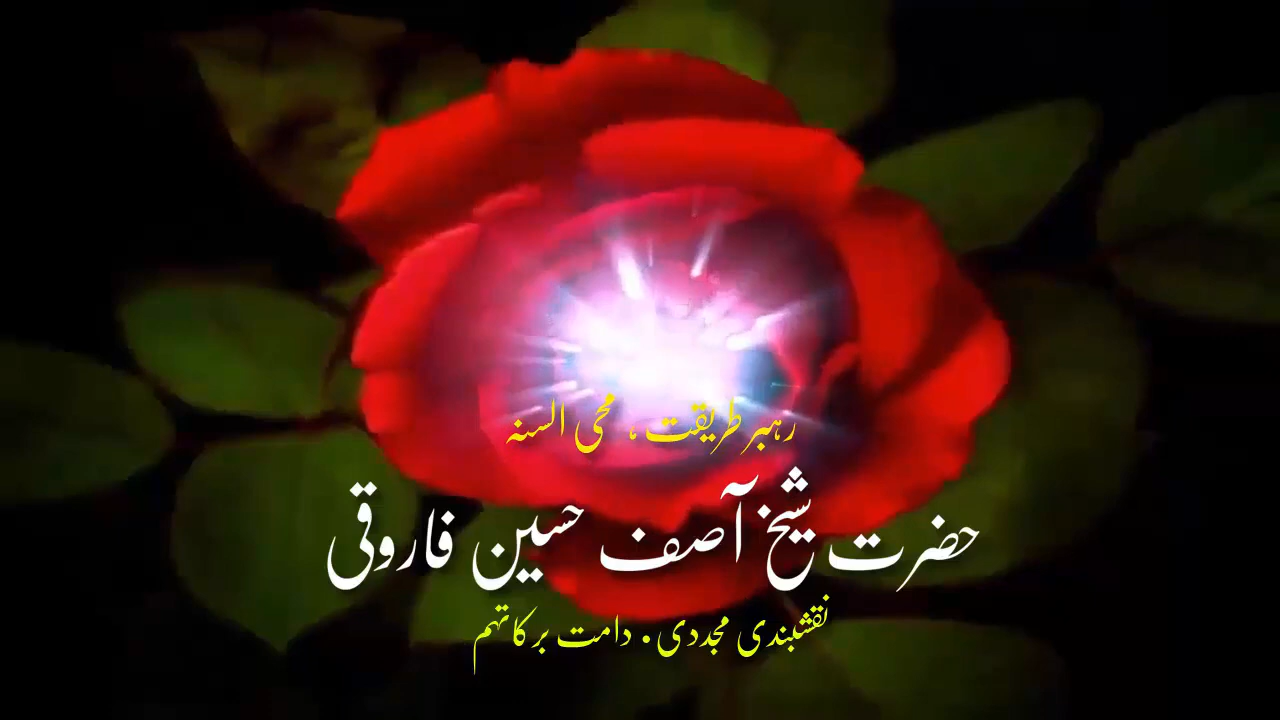 رہبر طریقت، محی السنہ
حضرت شیخ آصف حسین فاروقی
نقشبندی مجددی . دامت برکاتہم